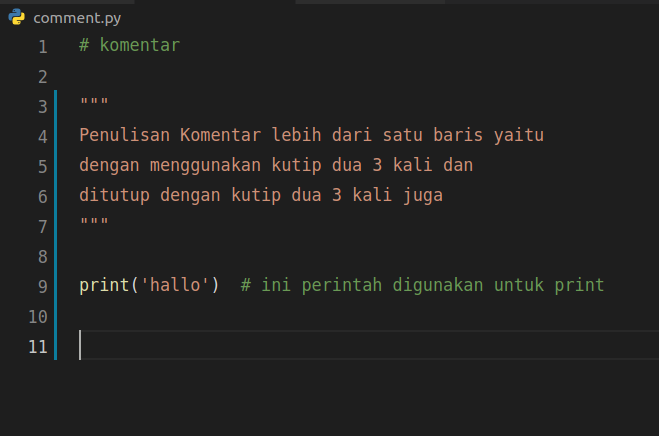 comment.py
1 # komentar
2
3 """
4 Penulisan Komentar lebih dari satu baris yaitu
5 dengan menggunakan kutip dua 3 kali dan
6 ditutup dengan kutip dua 3 kali juga
7 """
8
9 print('hallo')  # ini perintah digunakan untuk print
10
11